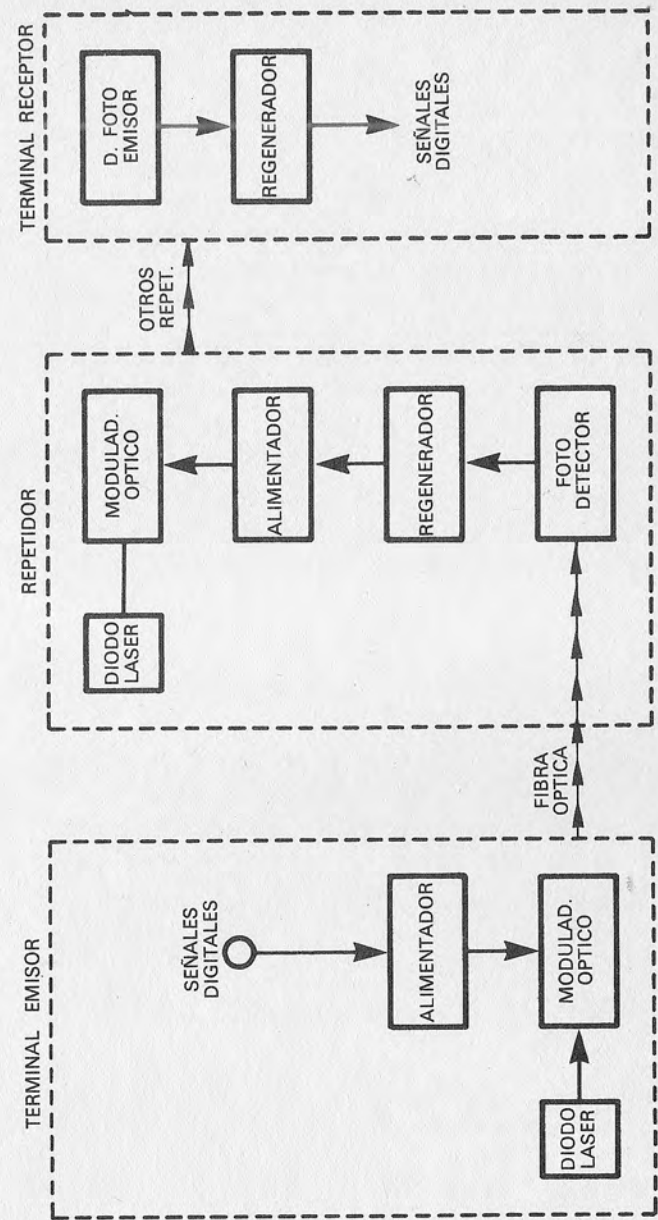 TERMINAL EMISOR
SEÑALES
DIGITALES
ALIMENTADOR
MODULAD.
OPTICO
DIODO
LASER
FIBRA
OPTICA
REPETIDOR
DIODO
LASER
MODULAD.
OPTICO
ALIMENTADOR
REGENERADOR
FOTO
DETECTOR
OTROS
REPET.
TERMINAL RECEPTOR
D. FOTO
EMISOR
REGENERADOR
SEÑALES
DIGITALES